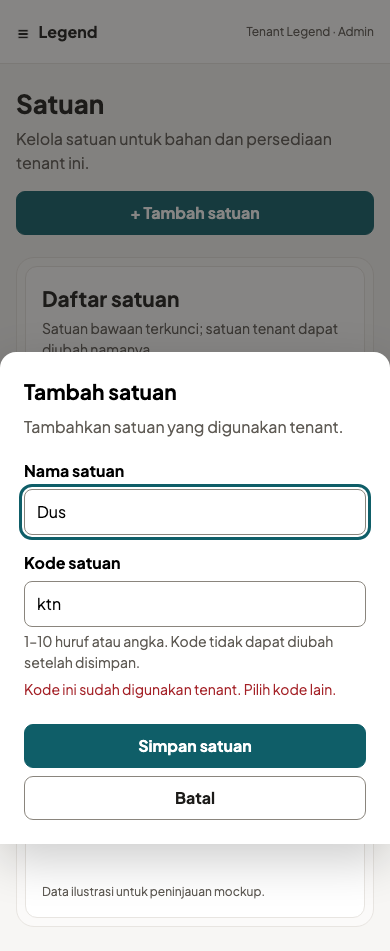 ≡ Legend
Tenant Legend · Admin
Satuan
Kelola satuan untuk bahan dan persediaan
tenant ini.
+ Tambah satuan
Daftar satuan
Satuan bawaan terkunci; satuan tenant dapat
diubah namanya.
Tambah satuan
Tambahkan satuan yang digunakan tenant.
Nama satuan
Dus
Kode satuan
ktn
1–10 huruf atau angka. Kode tidak dapat diubah
setelah disimpan.
Kode ini sudah digunakan tenant. Pilih kode lain.
Simpan satuan
Batal
Data ilustrasi untuk peninjauan mockup.